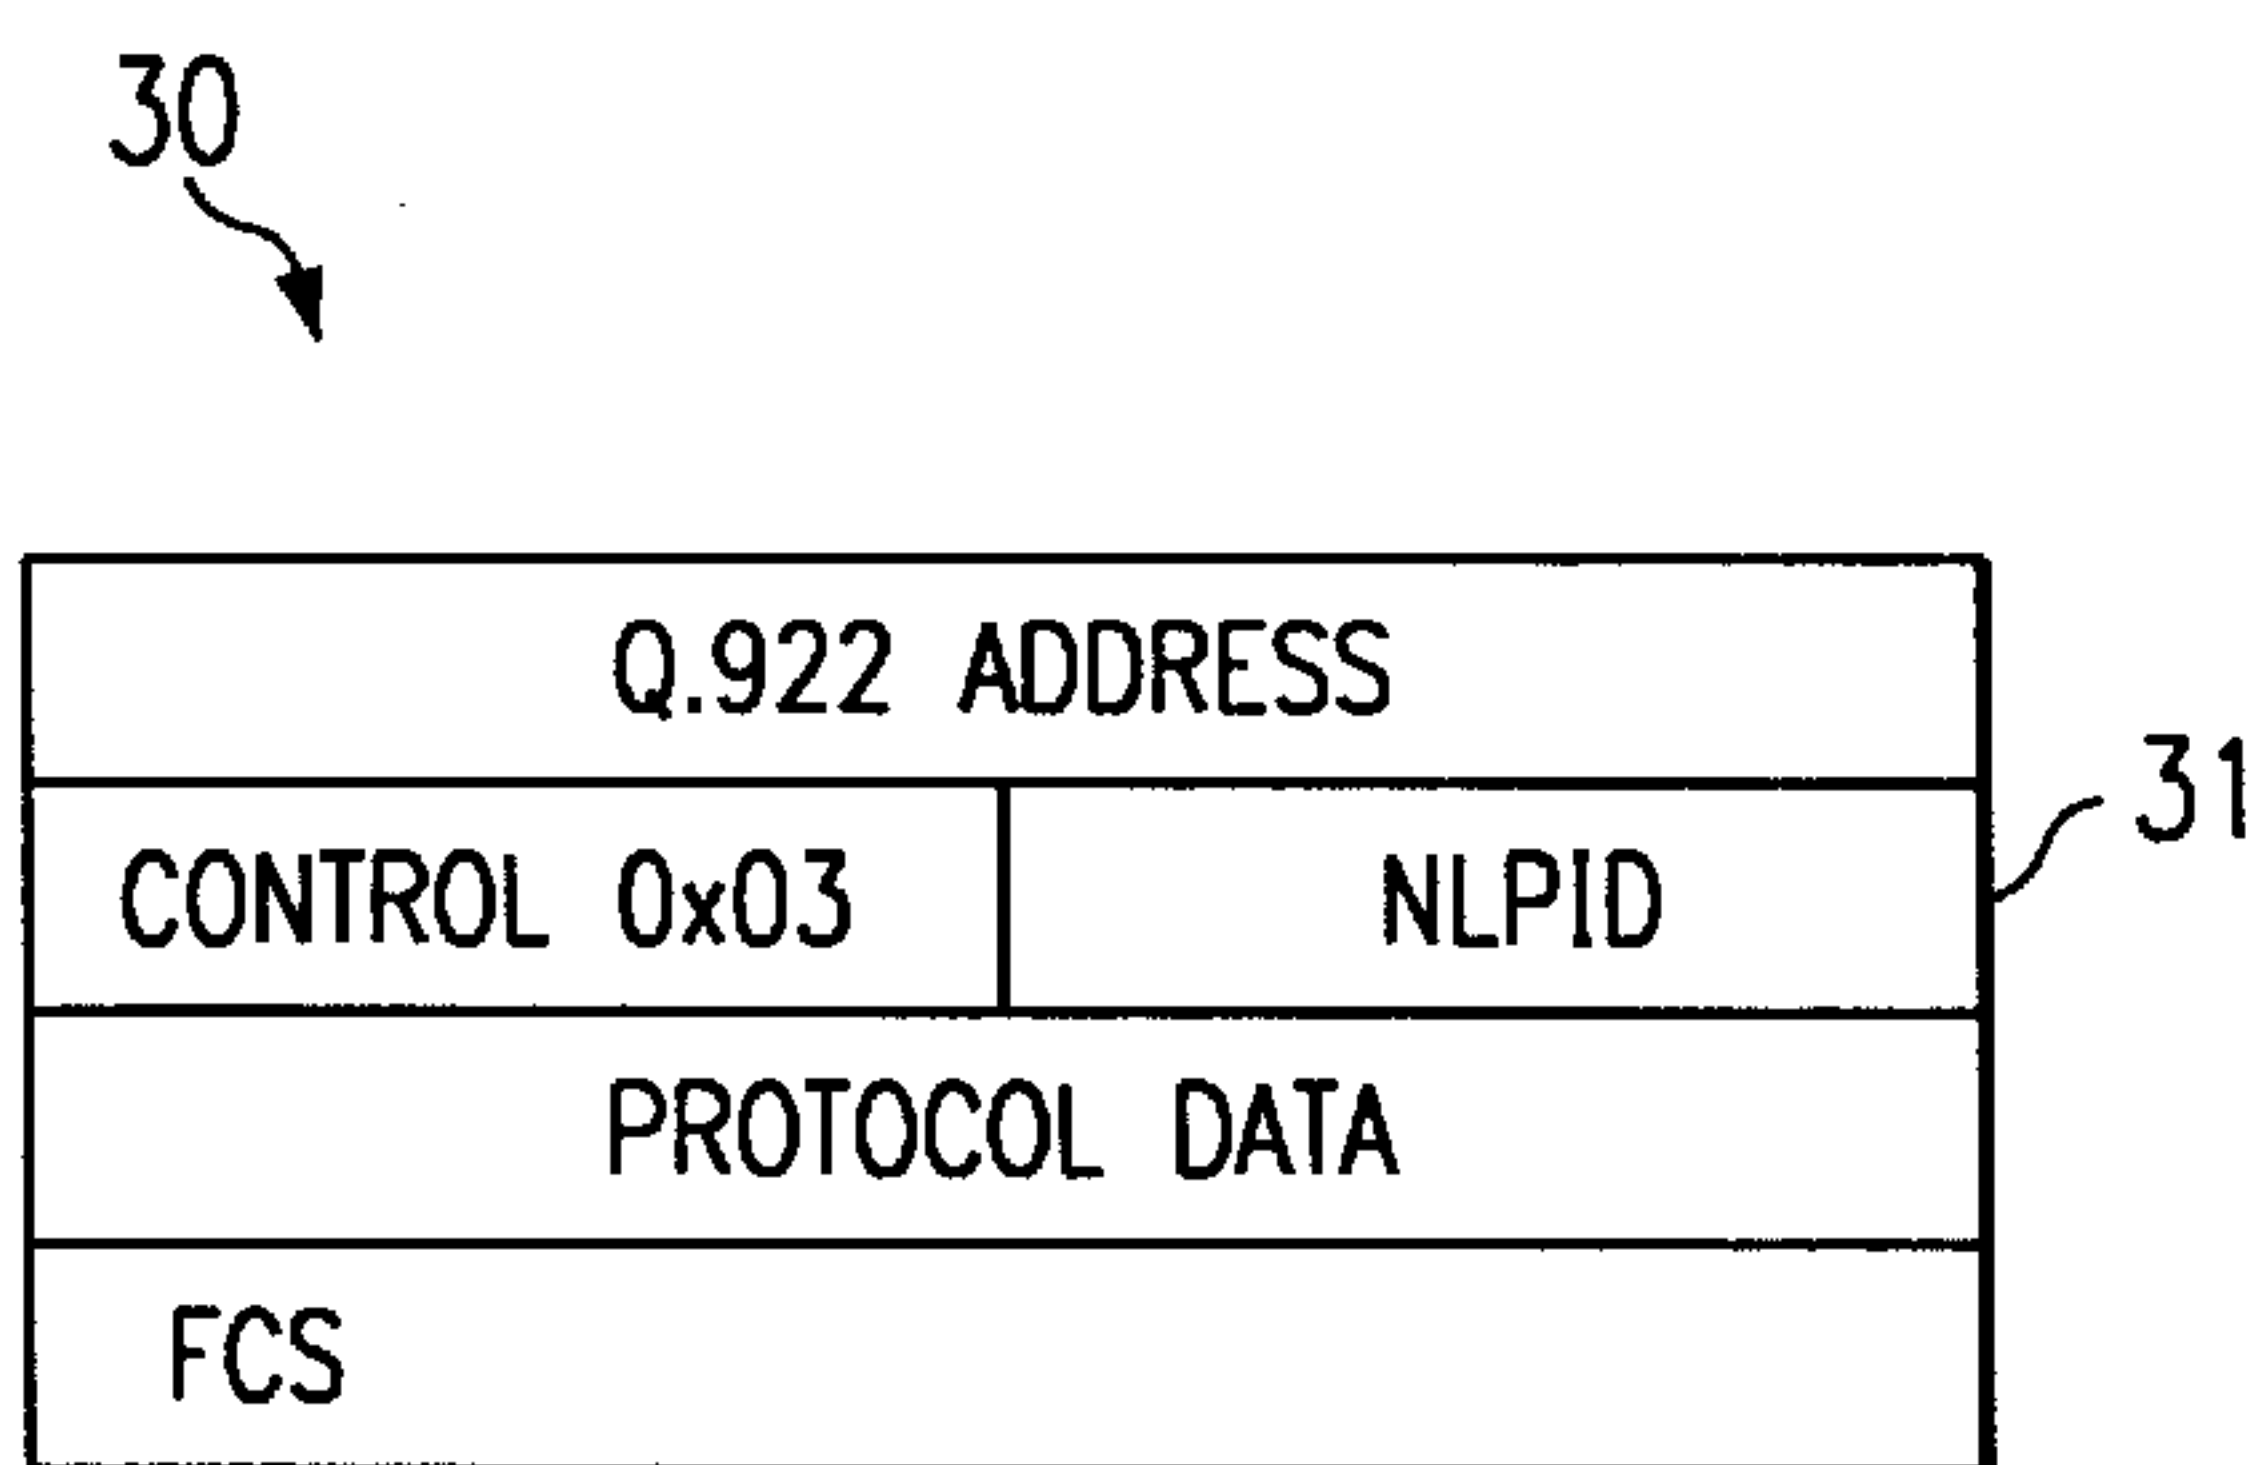 30
Q.922 ADDRESS
31
CONTROL 0x03 NLPID
PROTOCOL DATA
FCS